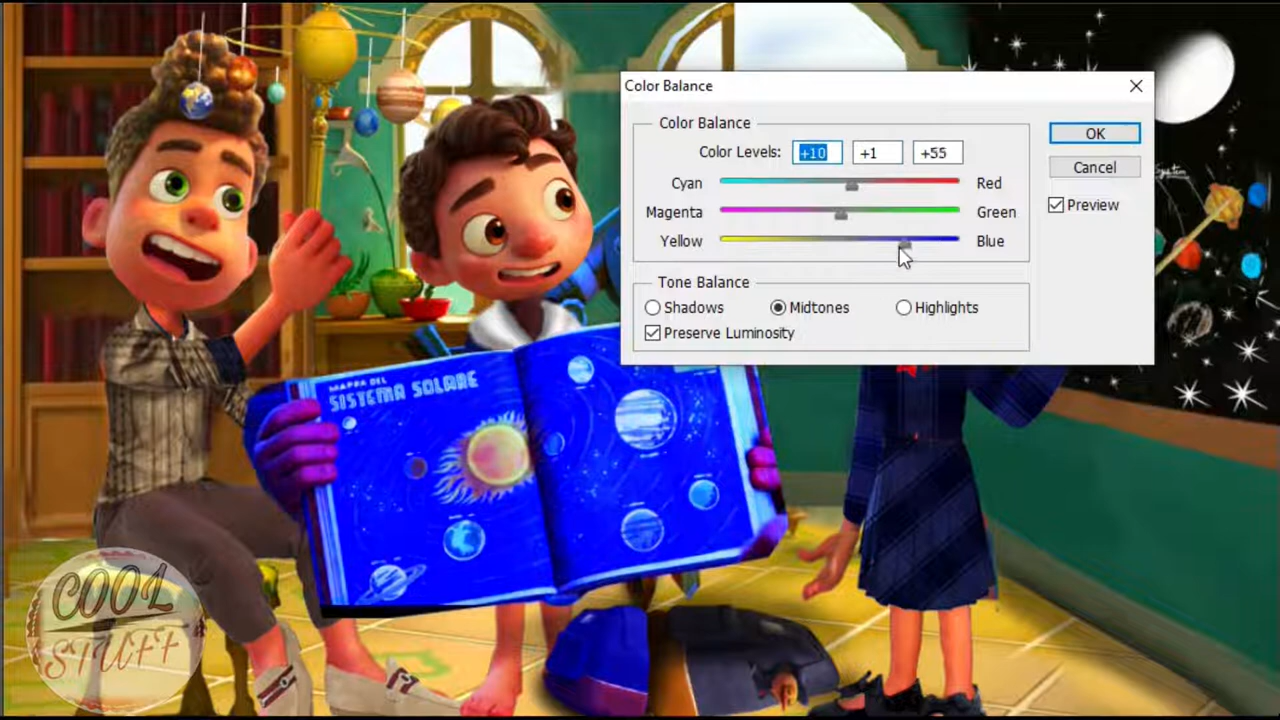 Color Balance
Color Balance
Color Levels: +10 +1 +55
Cyan Red
Magenta Green
Yellow Blue
Tone Balance
Shadows Midtones Highlights
Preserve Luminosity
OK
Cancel
Preview
System
MAPPA DEL
SISTEMA SOLARE
COOL
STUFF